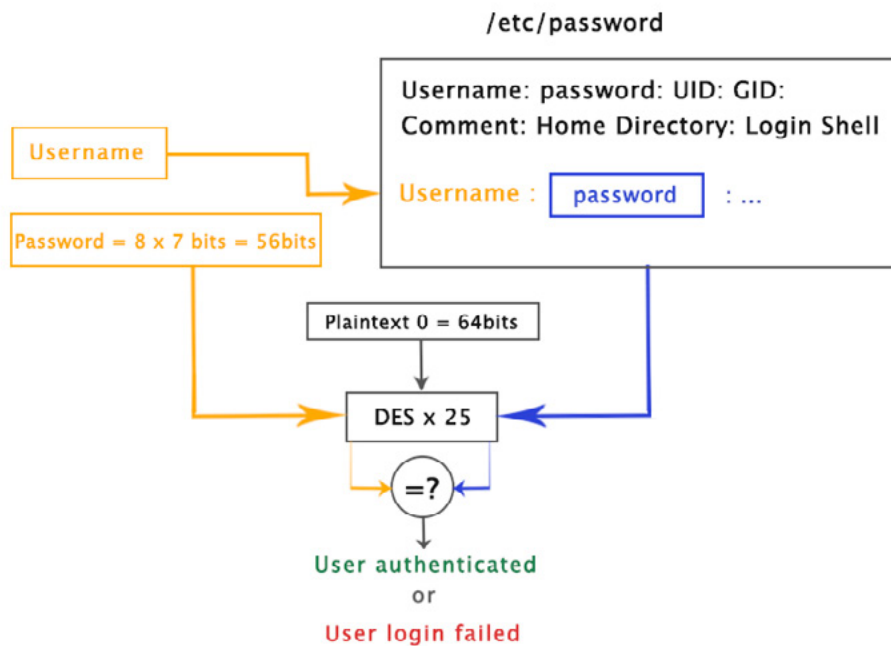 /etc/password
Username: password: UID: GID:
Comment: Home Directory: Login Shell
Username
Username : password : ...
Password = 8 x 7 bits = 56bits
Plaintext 0 = 64bits
DES x 25
=?
User authenticated
or
User login failed